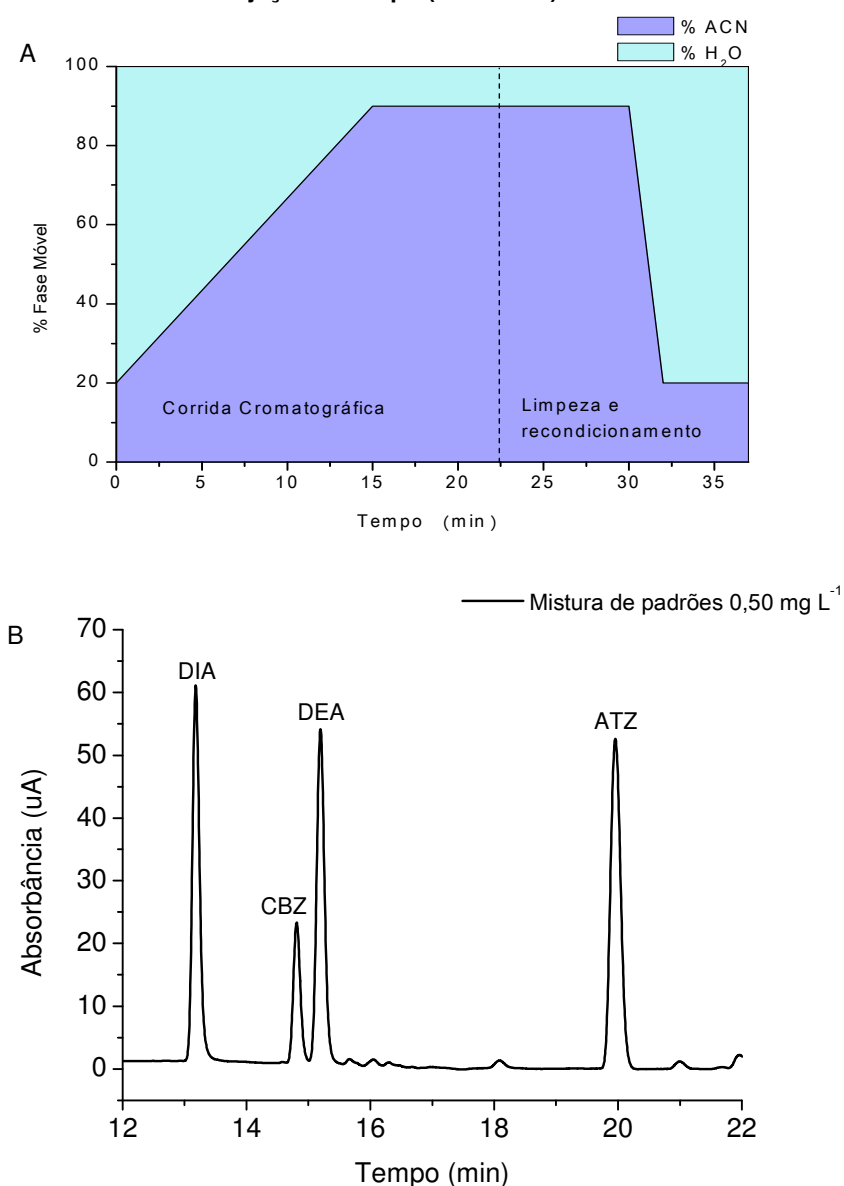 % ACN
% H₂O
A
100
80
60
40
20
0
% Fase Móvel
Corrida Cromatográfica
Limpeza e
recondicionamento
0 5 10 15 20 25 30 35
Tempo (min)
Mistura de padrões 0,50 mg L⁻¹
B
70
60
50
40
30
20
10
0
Absorbância (uA)
DIA
CBZ
DEA
ATZ
12 14 16 18 20 22
Tempo (min)